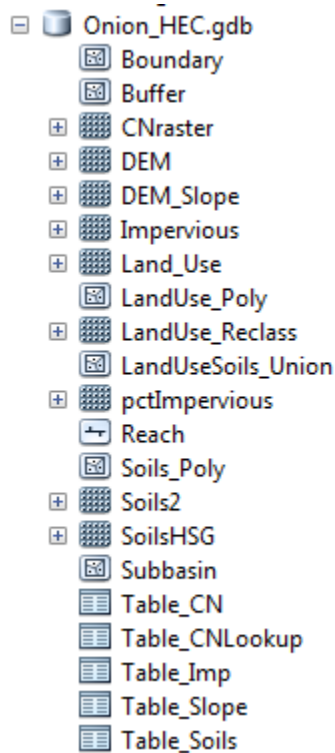 Onion_HEC.gdb
Boundary
Buffer
CNraster
DEM
DEM_Slope
Impervious
Land_Use
LandUse_Poly
LandUse_Reclass
LandUseSoils_Union
pctImpervious
Reach
Soils_Poly
Soils2
SoilsHSG
Subbasin
Table_CN
Table_CNLookup
Table_Imp
Table_Slope
Table_Soils